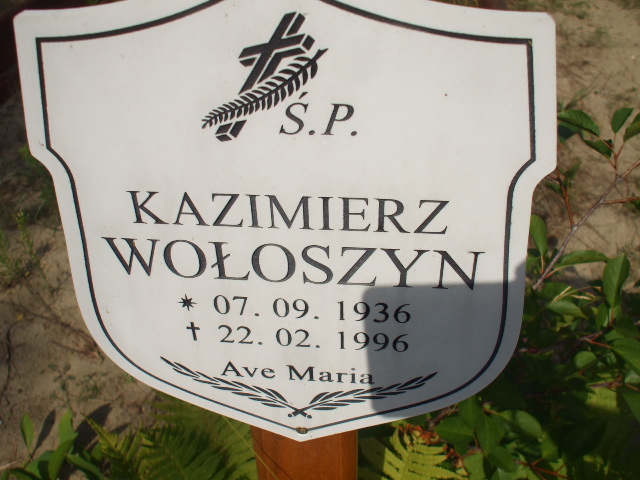 Ś.P.
KAZIMIERZ
WOŁOSZYN
* 07. 09. 1936
† 22. 02. 1996
Ave Maria